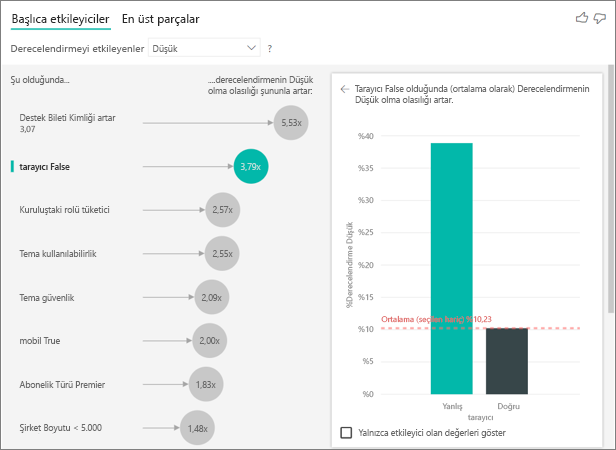 Başlıca etkileyiciler En üst parçalar
Derecelendirmeyi etkileyenler Düşük ?
Şu olduğunda...
....derecelendirmenin Düşük
olma olasılığı şununla artar:
Destek Bileti Kimliği artar
3,07
5,53x
tarayıcı False
3,79x
Kuruluştaki rolü tüketici
2,57x
Tema kullanılabilirlik
2,55x
Tema güvenlik
2,09x
mobil True
2,00x
Abonelik Türü Premier
1,83x
Şirket Boyutu < 5.000
1,48x
Tarayıcı False olduğunda (ortalama olarak) Derecelendirmenin
Düşük olma olasılığı artar.
%Derecelendirme Düşük
%40
%35
%30
%25
%20
%15
%10
%5
%0
Ortalama (seçilen hariç) %10,23
Yanlış
Doğru
tarayıcı
Yalnızca etkileyici olan değerleri göster